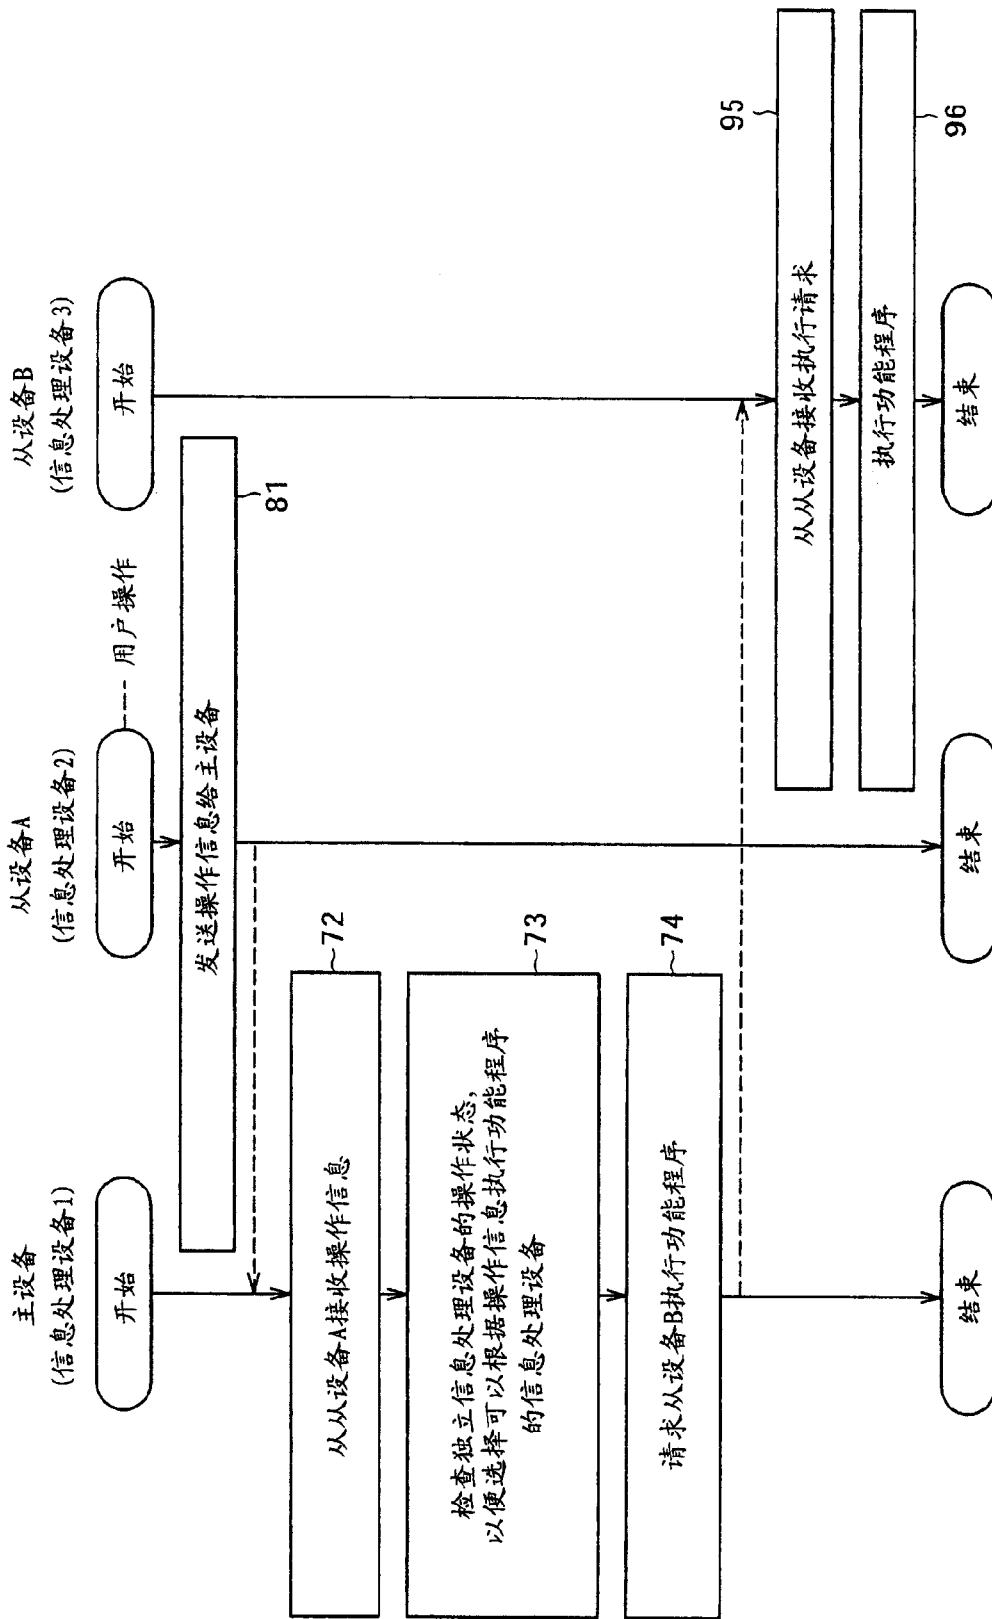 主设备
(信息处理设备1)
从设备A
(信息处理设备2)
从设备B
(信息处理设备3)
开始
开始
用户操作
开始
发送操作信息给主设备
81
从从设备A接收操作信息
72
检查独立信息处理设备的操作状态,
以便选择可以根据操作信息执行功能程序
的信息处理设备
73
请求从设备B执行功能程序
74
从从设备接收执行请求
95
执行功能程序
96
结束
结束
结束